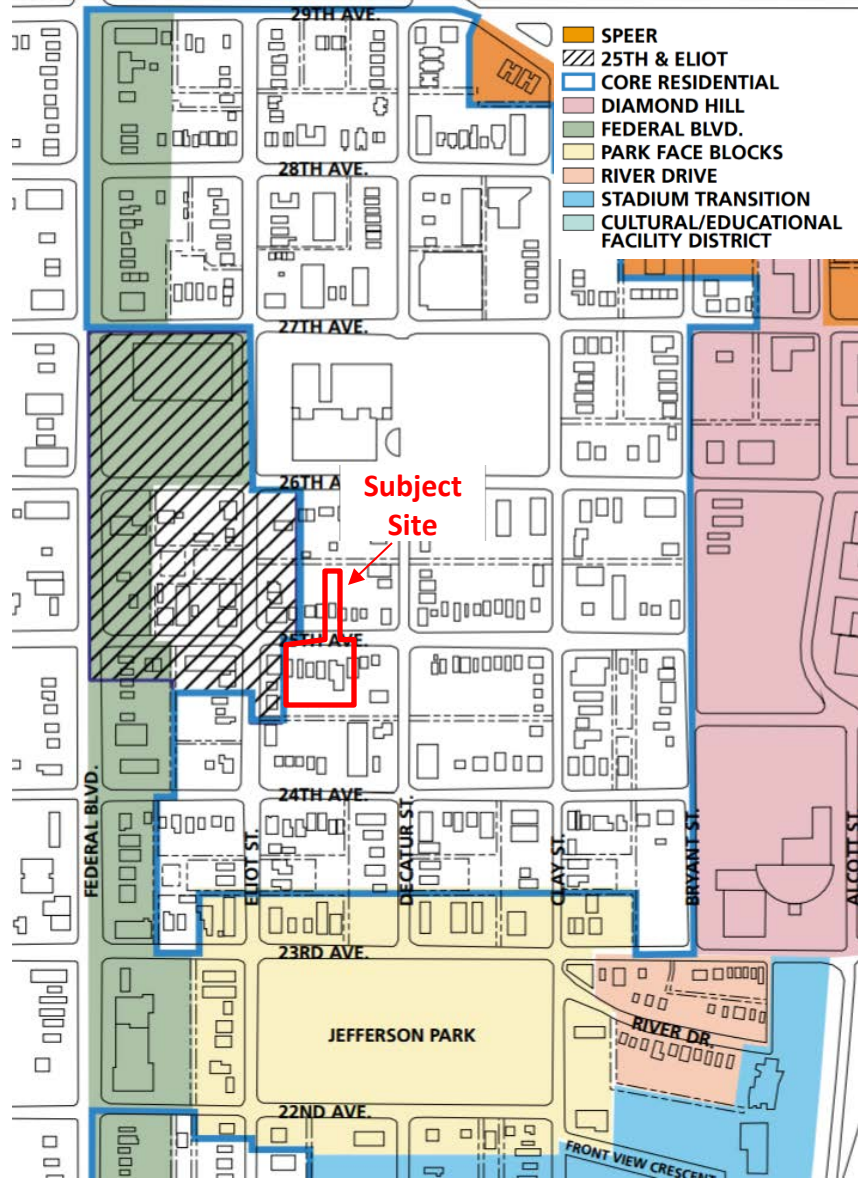 29TH AVE.
SPEER
25TH & ELIOT
CORE RESIDENTIAL
DIAMOND HILL
FEDERAL BLVD.
PARK FACE BLOCKS
RIVER DRIVE
STADIUM TRANSITION
CULTURAL/EDUCATIONAL
FACILITY DISTRICT
28TH AVE.
27TH AVE.
26TH A
Subject
Site
25TH AVE.
24TH AVE.
FEDERAL BLVD.
ELIOT ST.
DECATUR ST.
CLAY ST.
BRYANT ST.
ALCOTT ST.
23RD AVE.
JEFFERSON PARK
RIVER DR.
22ND AVE.
FRONT VIEW CRESCENT